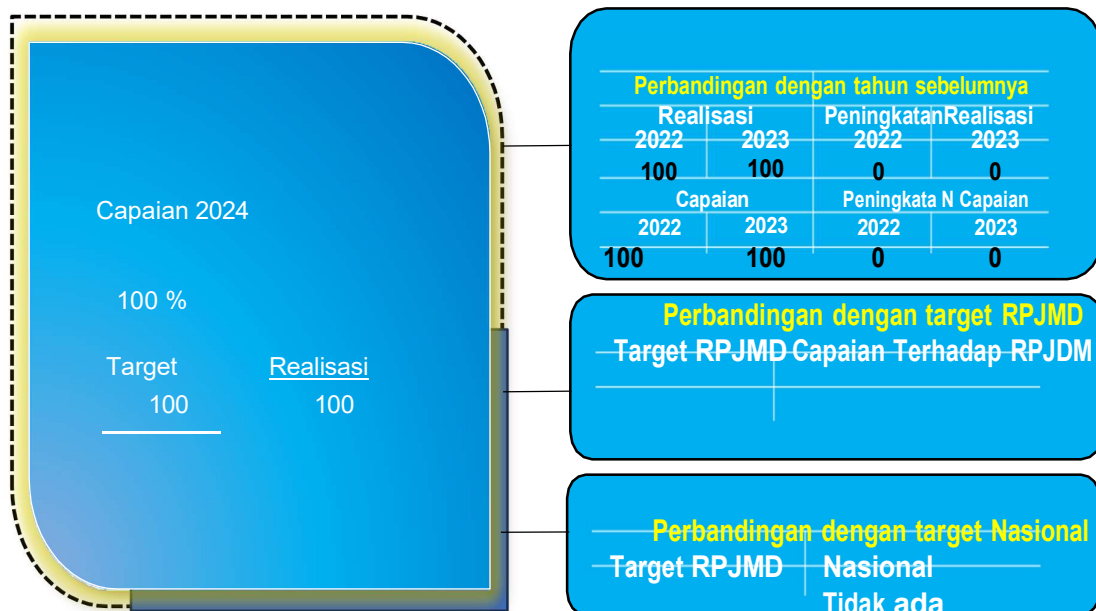 Capaian 2024
100 %
Target Realisasi
100 100
Perbandingan dengan tahun sebelumnya
Realisasi PeningkatanRealisasi
2022 2023 2022 2023
100 100 0 0
Capaian Peningkata N Capaian
2022 2023 2022 2023
100 100 0 0
Perbandingan dengan target RPJMD
Target RPJMD Capaian Terhadap RPJDM
Perbandingan dengan target Nasional
Target RPJMD Nasional
Tidak ada